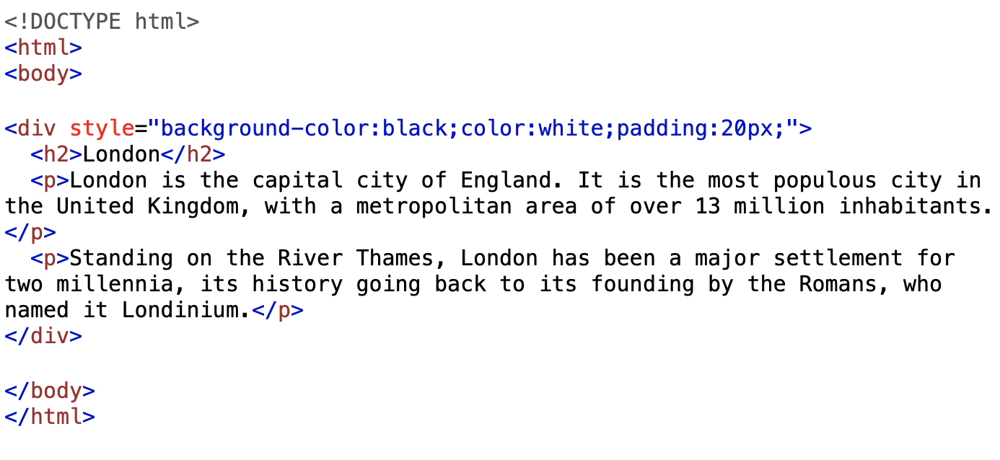 <!DOCTYPE html>
<html>
<body>
<div style="background-color:black;color:white;padding:20px;">
<h2>London</h2>
<p>London is the capital city of England. It is the most populous city in
the United Kingdom, with a metropolitan area of over 13 million inhabitants.
</p>
<p>Standing on the River Thames, London has been a major settlement for
two millennia, its history going back to its founding by the Romans, who
named it Londinium.</p>
</div>
</body>
</html>